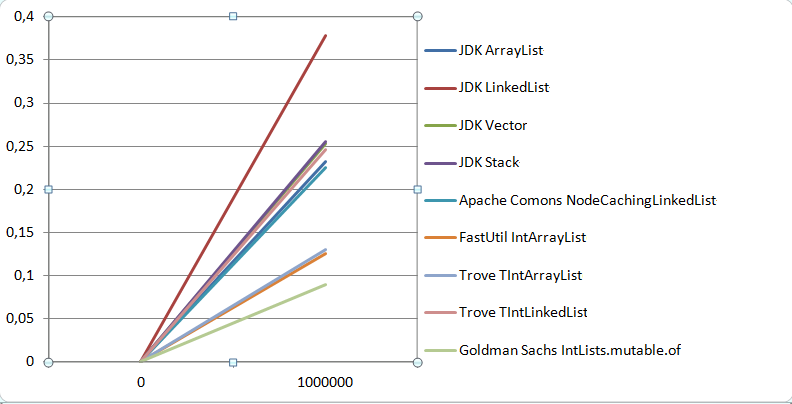 0,4
0,35
0,3
0,25
0,2
0,15
0,1
0,05
0
0
1000000
JDK ArrayList
JDK LinkedList
JDK Vector
JDK Stack
Apache Comons NodeCachingLinkedList
FastUtil IntArrayList
Trove TIntArrayList
Trove TIntLinkedList
Goldman Sachs IntLists.mutable.of